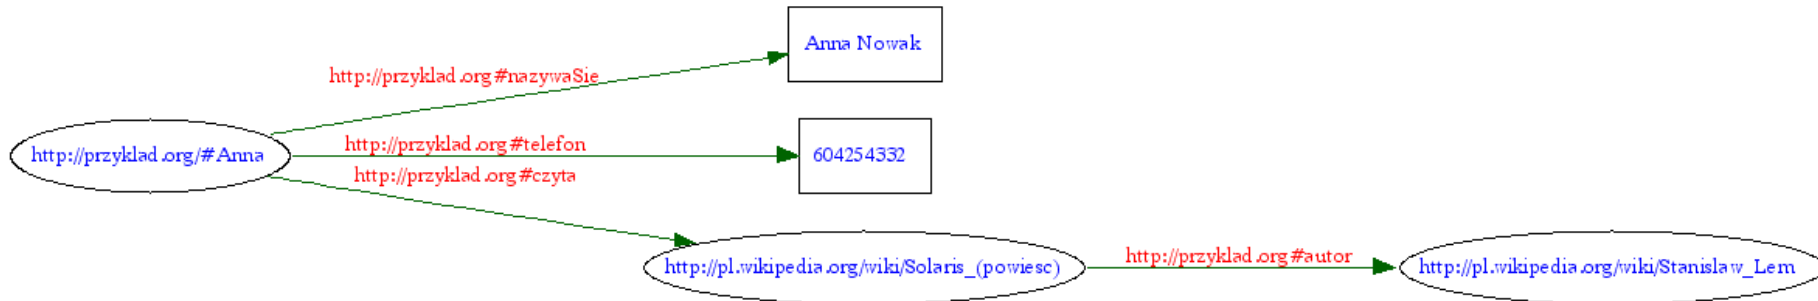 Anna Nowak
http://przyklad.org#nazywaSie
http://przyklad.org/#Anna
http://przyklad.org#telefon
604254332
http://przyklad.org#czyta
http://pl.wikipedia.org/wiki/Solaris_(powiesc)
http://przyklad.org#autor
http://pl.wikipedia.org/wiki/Stanislaw_Lem